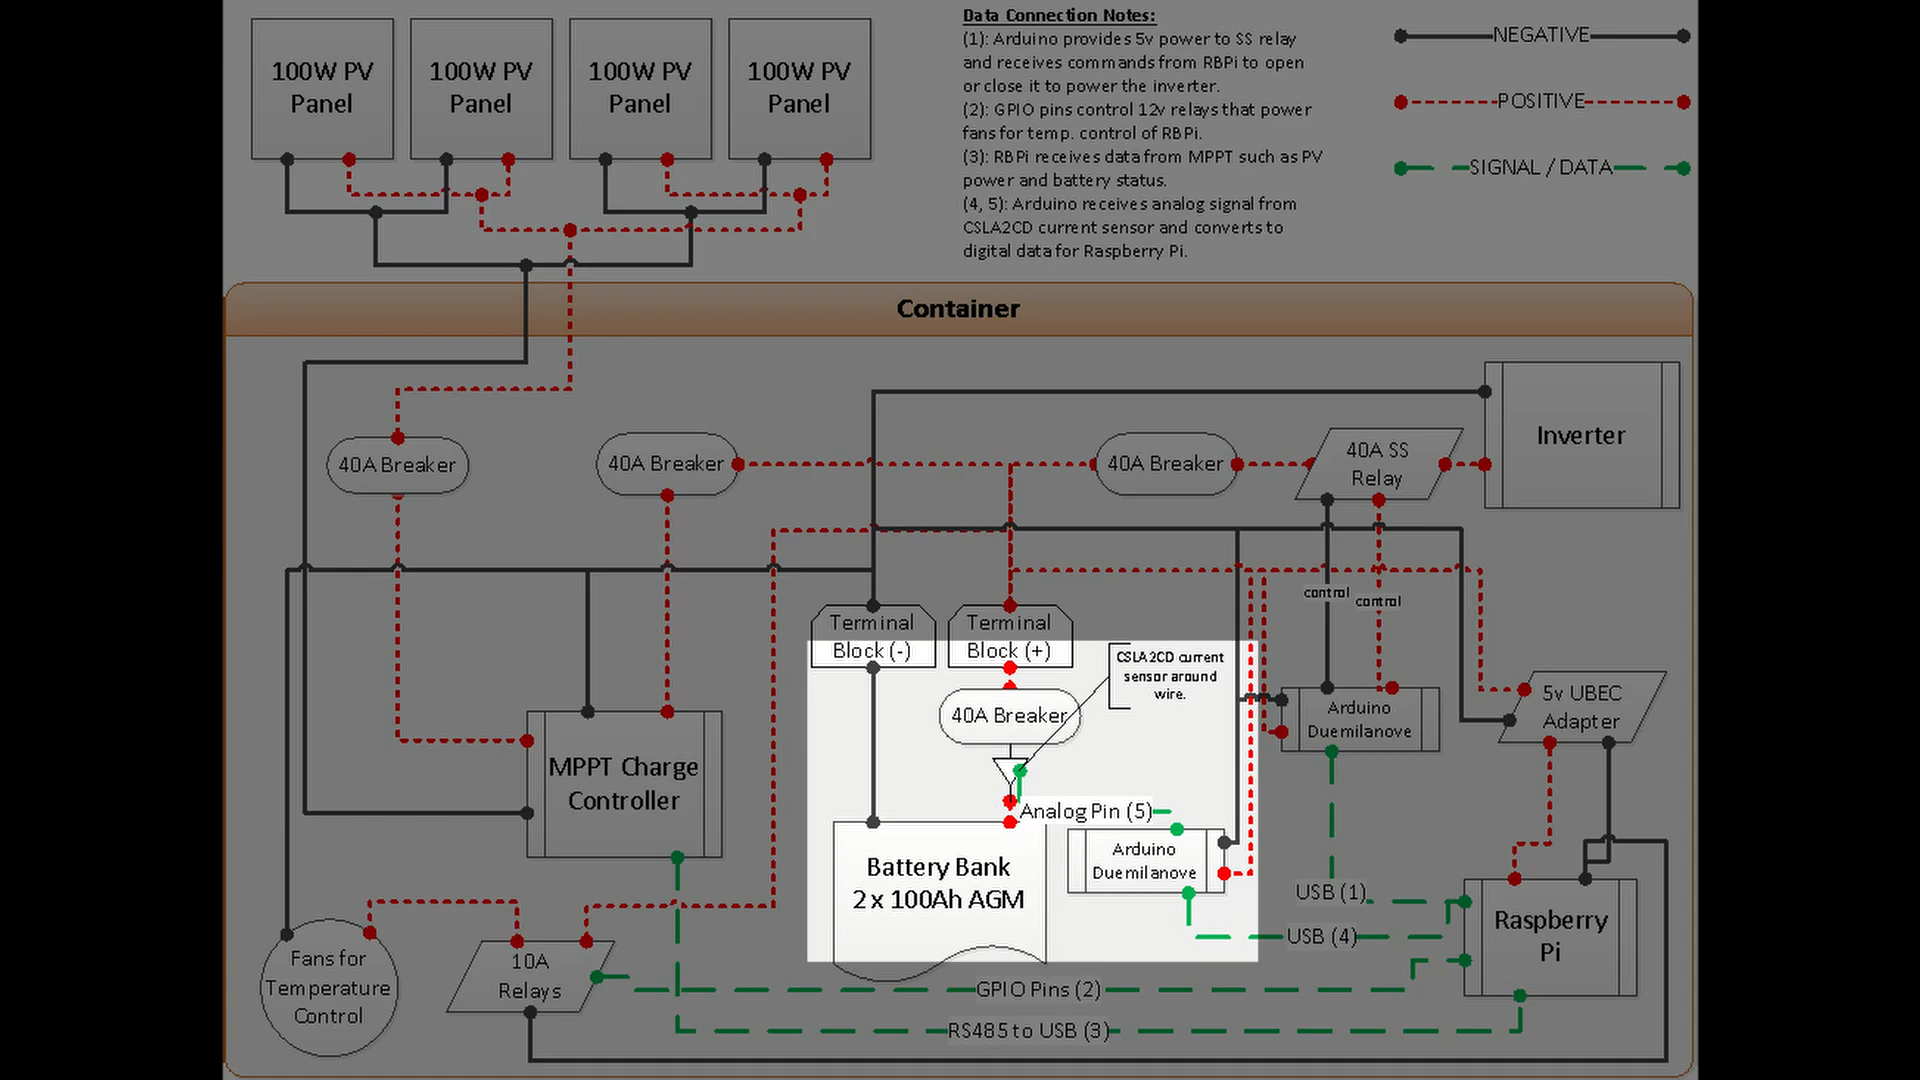 100W PV
Panel
100W PV
Panel
100W PV
Panel
100W PV
Panel
Data Connection Notes:
(1): Arduino provides 5v power to SS relay
and receives commands from RBPi to open
or close it to power the inverter.
(2): GPIO pins control 12v relays that power
fans for temp. control of RBPi.
(3): RBPi receives data from MPPT such as PV
power and battery status.
(4, 5): Arduino receives analog signal from
CSLA2CD current sensor and converts to
digital data for Raspberry Pi.
NEGATIVE
POSITIVE
SIGNAL / DATA
Container
40A Breaker
40A Breaker
40A Breaker
40A SS
Relay
Inverter
control
control
Terminal
Block (-)
Terminal
Block (+)
CSLA2CD current
sensor around
wire.
40A Breaker
Arduino
Duemilanove
5v UBEC
Adapter
MPPT Charge
Controller
Analog Pin (5)
Battery Bank
2 x 100Ah AGM
Arduino
Duemilanove
USB (1)
USB (4)
Raspberry
Pi
Fans for
Temperature
Control
10A
Relays
GPIO Pins (2)
RS485 to USB (3)